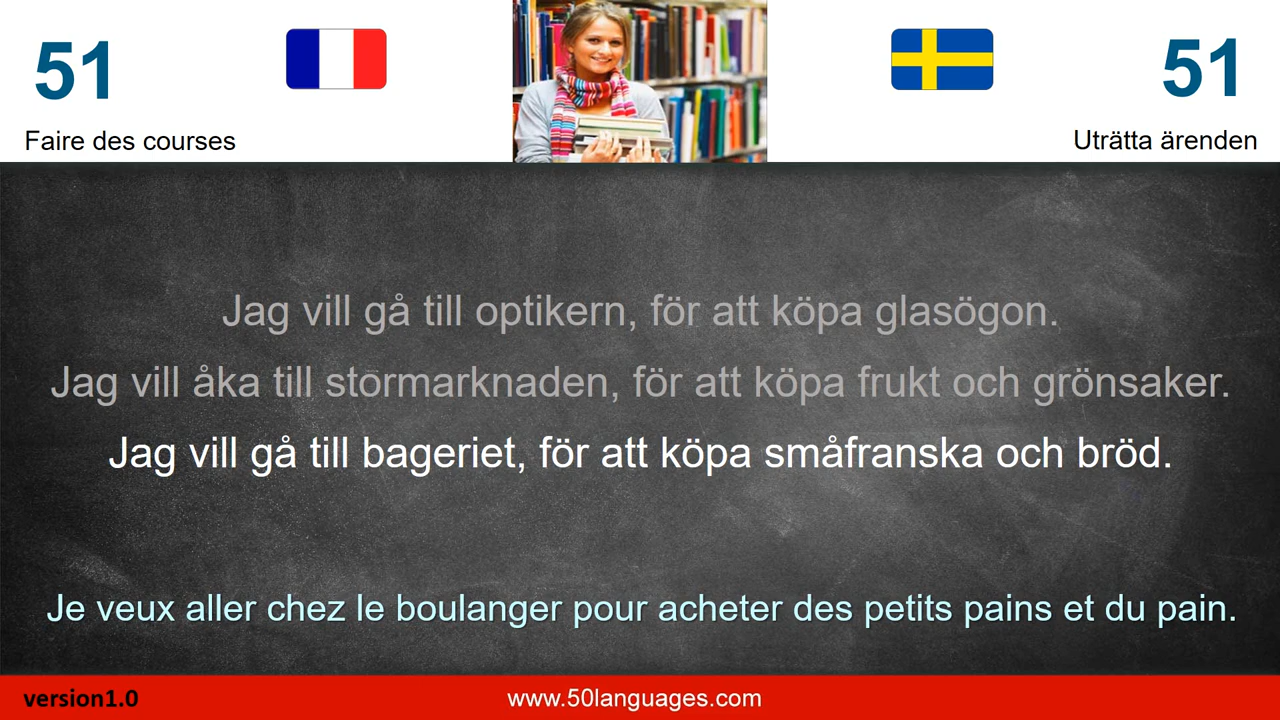 51
51
Faire des courses
Uträtta ärenden
Jag vill gå till optikern, för att köpa glasögon.
Jag vill åka till stormarknaden, för att köpa frukt och grönsaker.
Jag vill gå till bageriet, för att köpa småfranska och bröd.
Je veux aller chez le boulanger pour acheter des petits pains et du pain.
version1.0
www.50languages.com